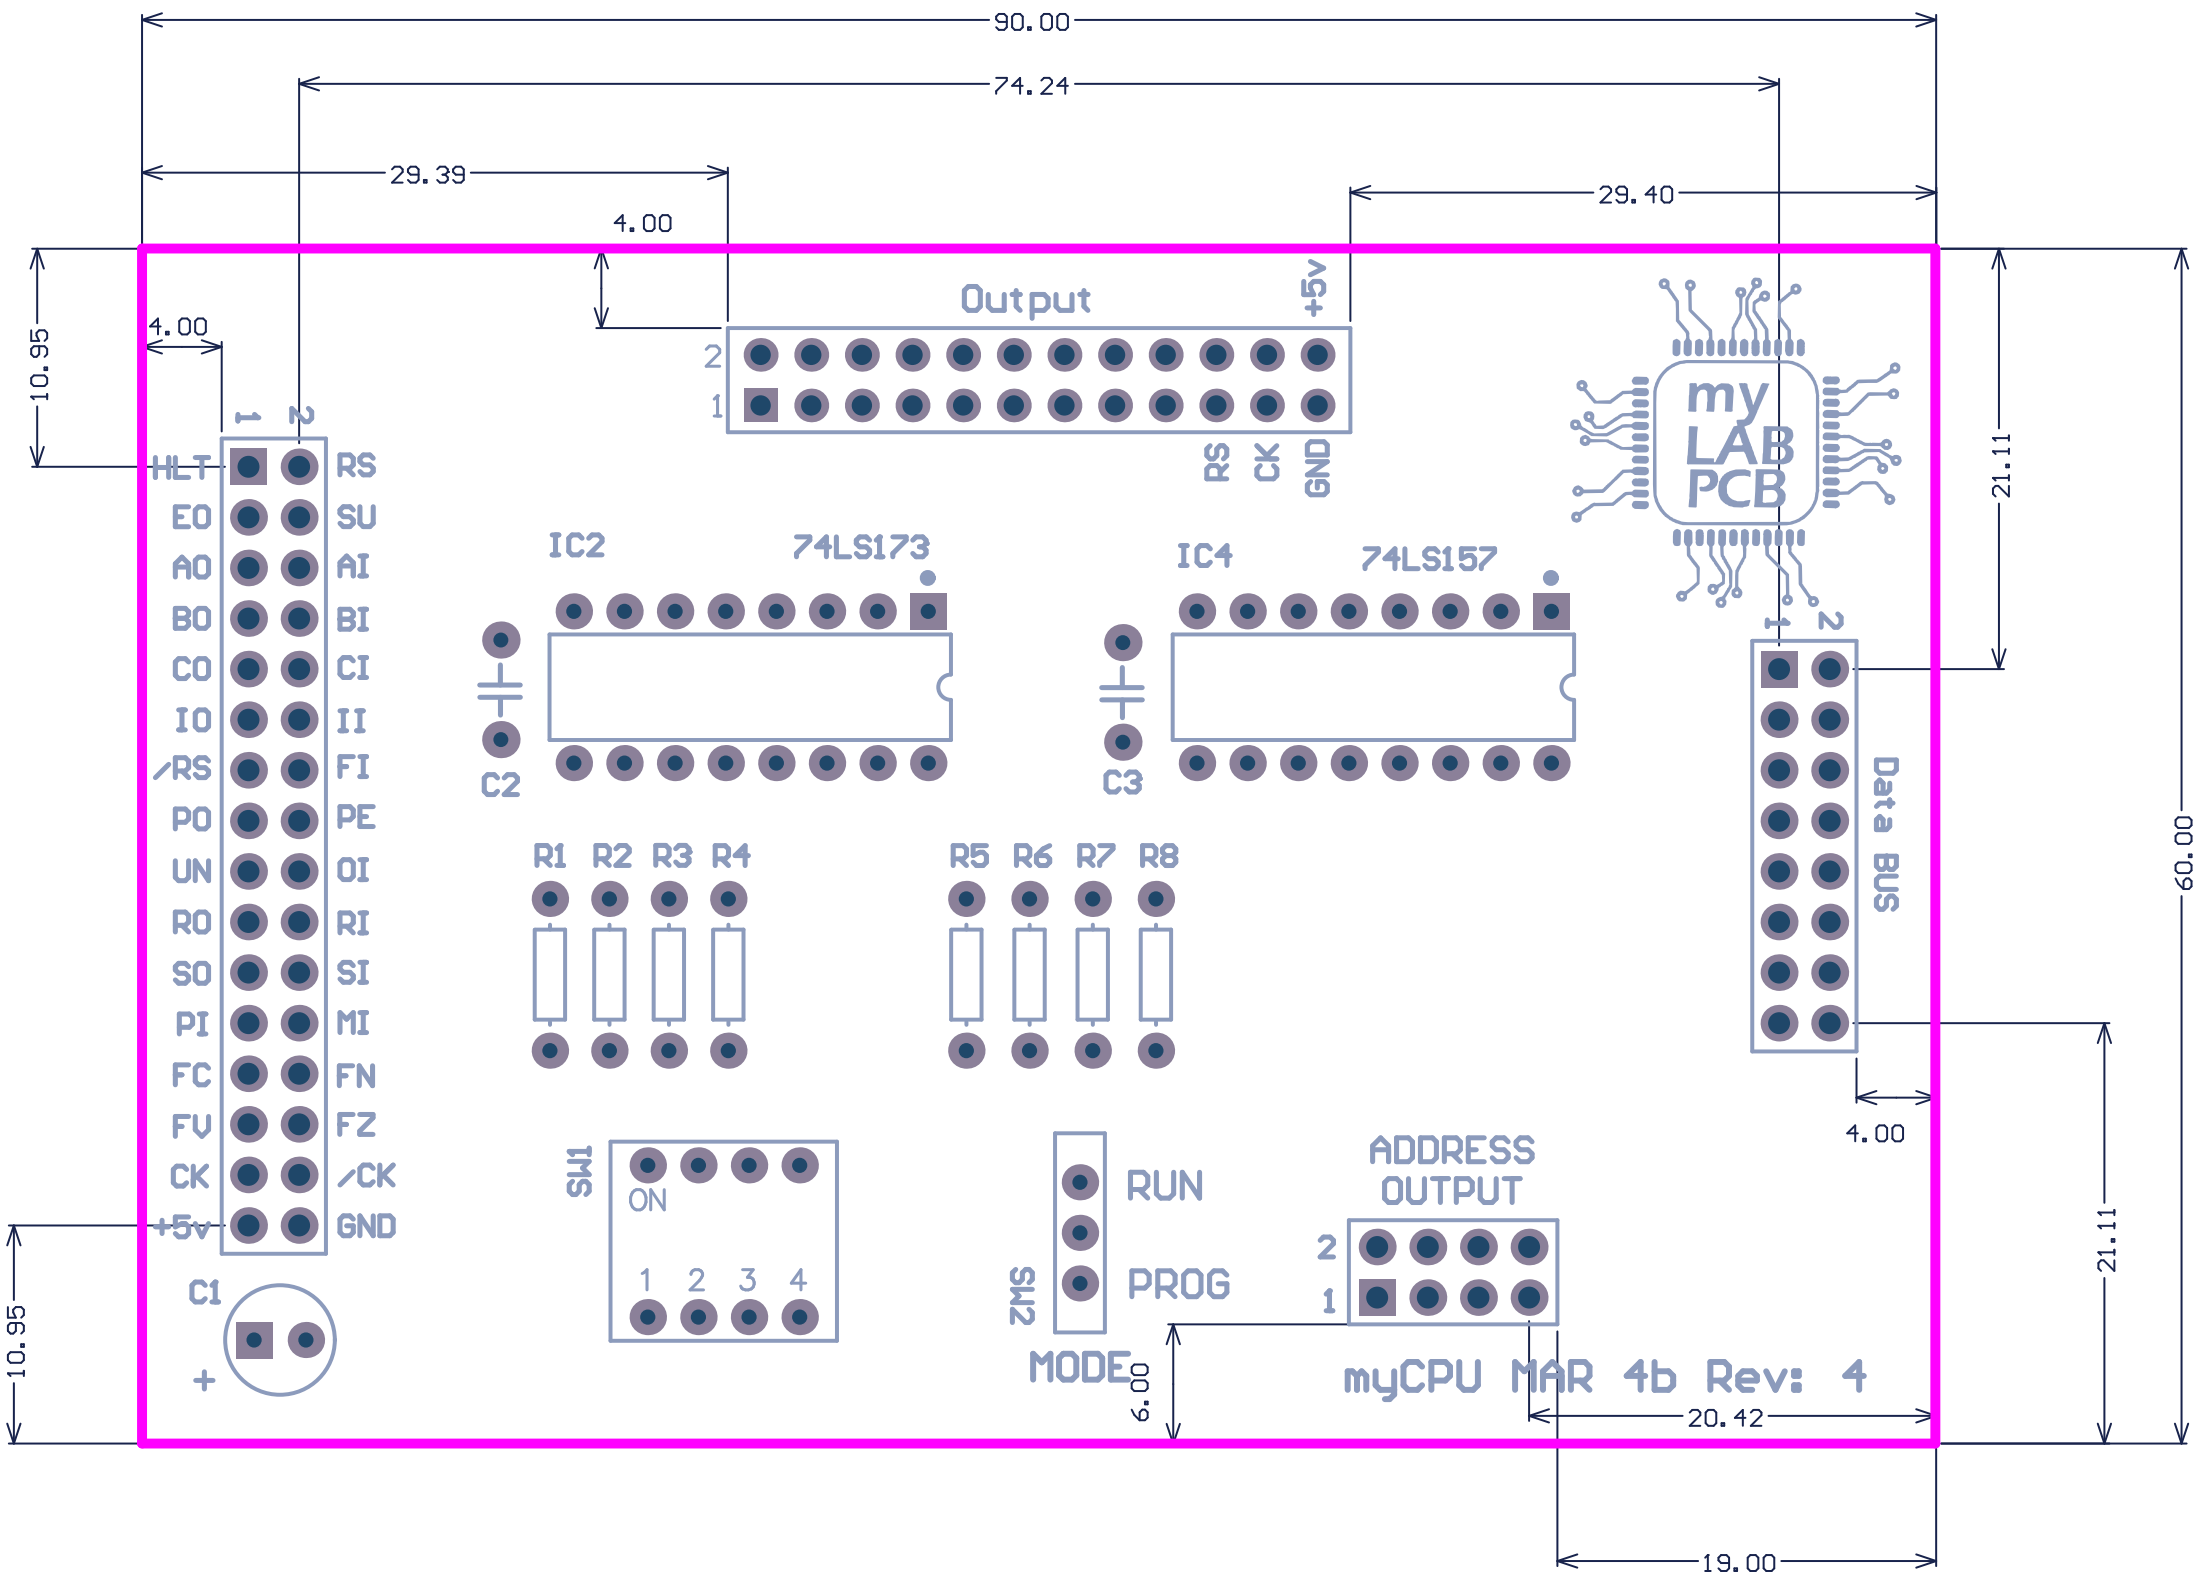 90.00
74.24
29.39
29.40
4.00
10.95
4.00
Output
+5v
2
1
RS
CK
GND
my
LAB
PCB
21.11
1
2
HLT
RS
EO
SU
AO
AI
BO
BI
CO
CI
IO
II
/RS
FI
PO
PE
UN
OI
RO
RI
SO
SI
PI
MI
FC
FN
FV
FZ
CK
/CK
+5v
GND
IC2
74LS173
IC4
74LS157
C2
C3
1
2
Data BUS
60.00
R1
R2
R3
R4
R5
R6
R7
R8
4.00
21.11
SW1
ON
1
2
3
4
RUN
PROG
SW2
MODE
ADDRESS
OUTPUT
2
1
C1
+
10.95
6.00
myCPU MAR 4b Rev: 4
20.42
19.00